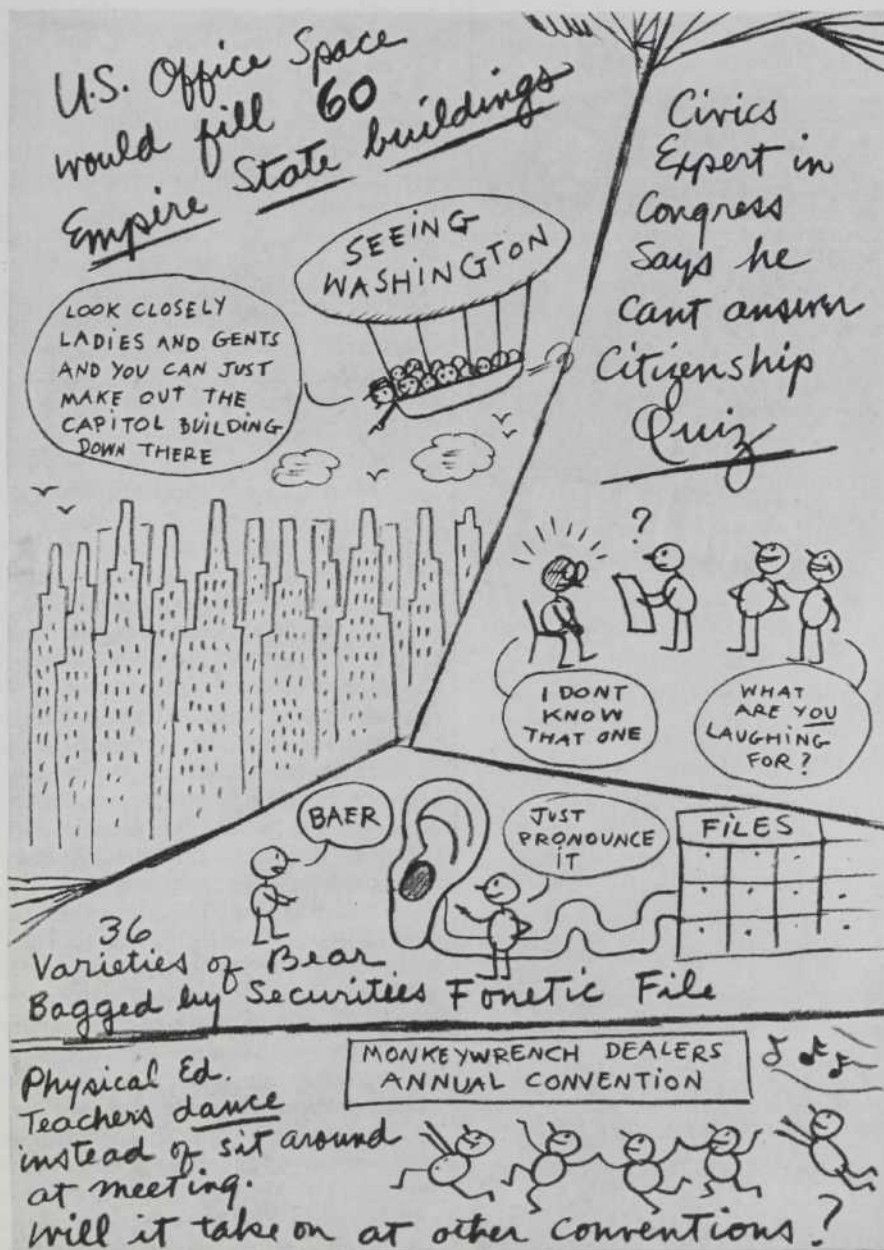 U.S. Office Space
would fill 60
Empire State buildings
SEEING
WASHINGTON
LOOK CLOSELY
LADIES AND GENTS
AND YOU CAN JUST
MAKE OUT THE
CAPITOL BUILDING
DOWN THERE
Civics
Expert in
Congress
Says he
Cant answer
Citizenship
Quiz
?
I DONT
KNOW
THAT ONE
WHAT
ARE YOU
LAUGHING
FOR?
BAER
JUST
PRONOUNCE
IT
FILES
36
Varieties of Bear
Bagged by Securities Fonetic File
Physical Ed.
Teachers dance
instead of sit around
at meeting.
Will it take on at other conventions?
MONKEYWRENCH DEALERS
ANNUAL CONVENTION